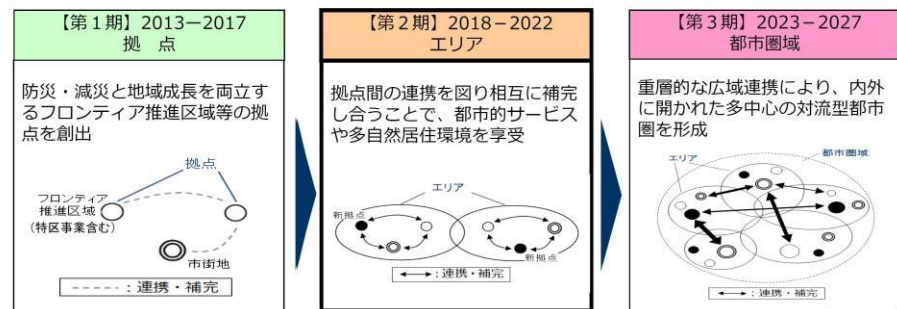 【第1期】2013ー2017
拠 点
防災・減災と地域成長を両立す
るフロンティア推進区域等の拠
点を創出
拠点
フロンティア
推進区域
(特区事業含む)
市街地
:連携・補完
【第2期】2018-2022
エリア
拠点間の連携を図り相互に補完
し合うことで、都市的サービス
や多自然居住環境を享受
エリア
新拠点
新拠点
:連携・補完
【第3期】2023-2027
都市圏域
重層的な広域連携により、内外
に開かれた多中心の対流型都市
圏を形成
エリア
都市圏域
:連携・補完